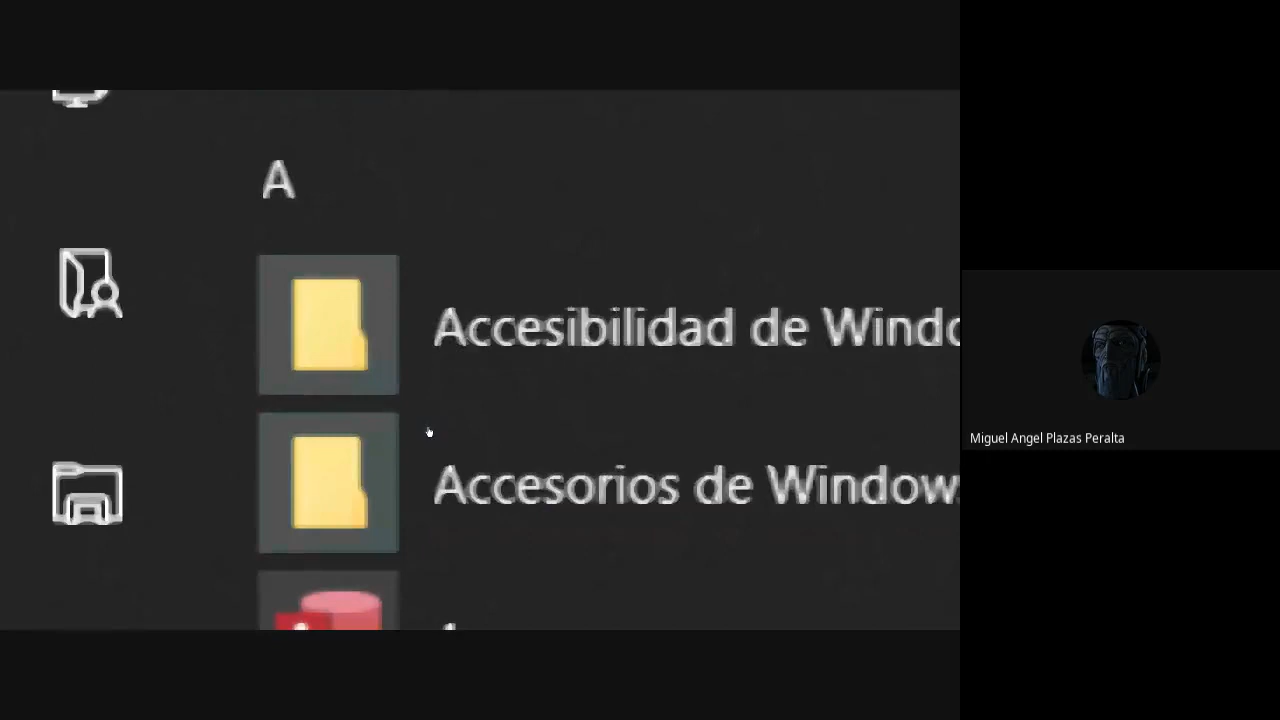 A
Accesibilidad de Windo
Accesorios de Window
Miguel Angel Plazas Peralta